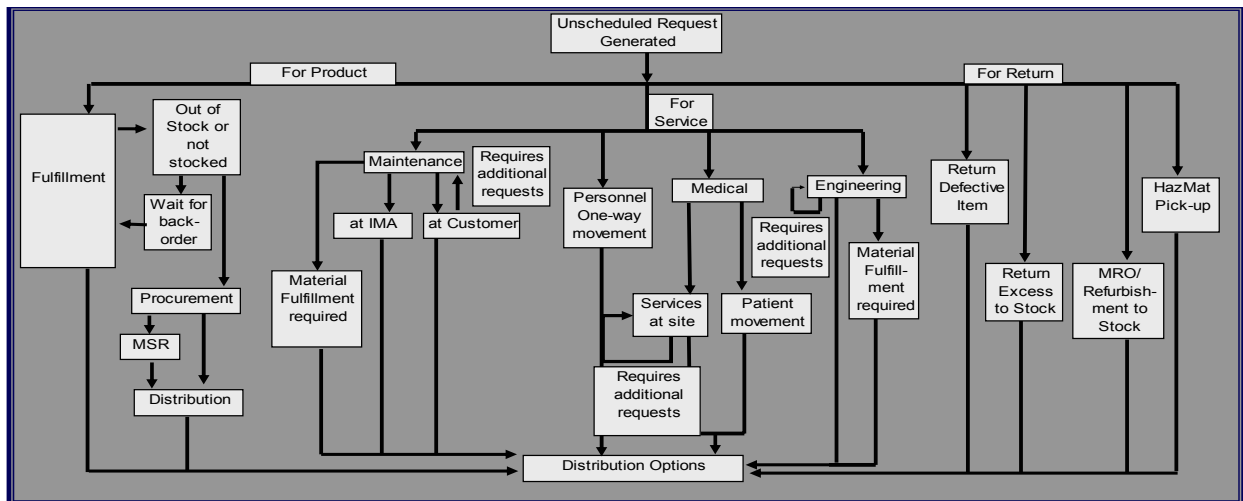 Unscheduled Request
Generated
For Product
For Return
For
Service
Fulfillment
Out of
Stock or
not
stocked
Wait for
back-
order
Procurement
MSR
Distribution
Maintenance
Requires
additional
requests
at IMA
at Customer
Material
Fulfillment
required
Personnel
One-way
movement
Medical
Services
at site
Patient
movement
Requires
additional
requests
Engineering
Requires
additional
requests
Material
Fulfill-
ment
required
Return
Defective
Item
Return
Excess
to Stock
MRO/
Refurbish-
ment to
Stock
HazMat
Pick-up
Distribution Options